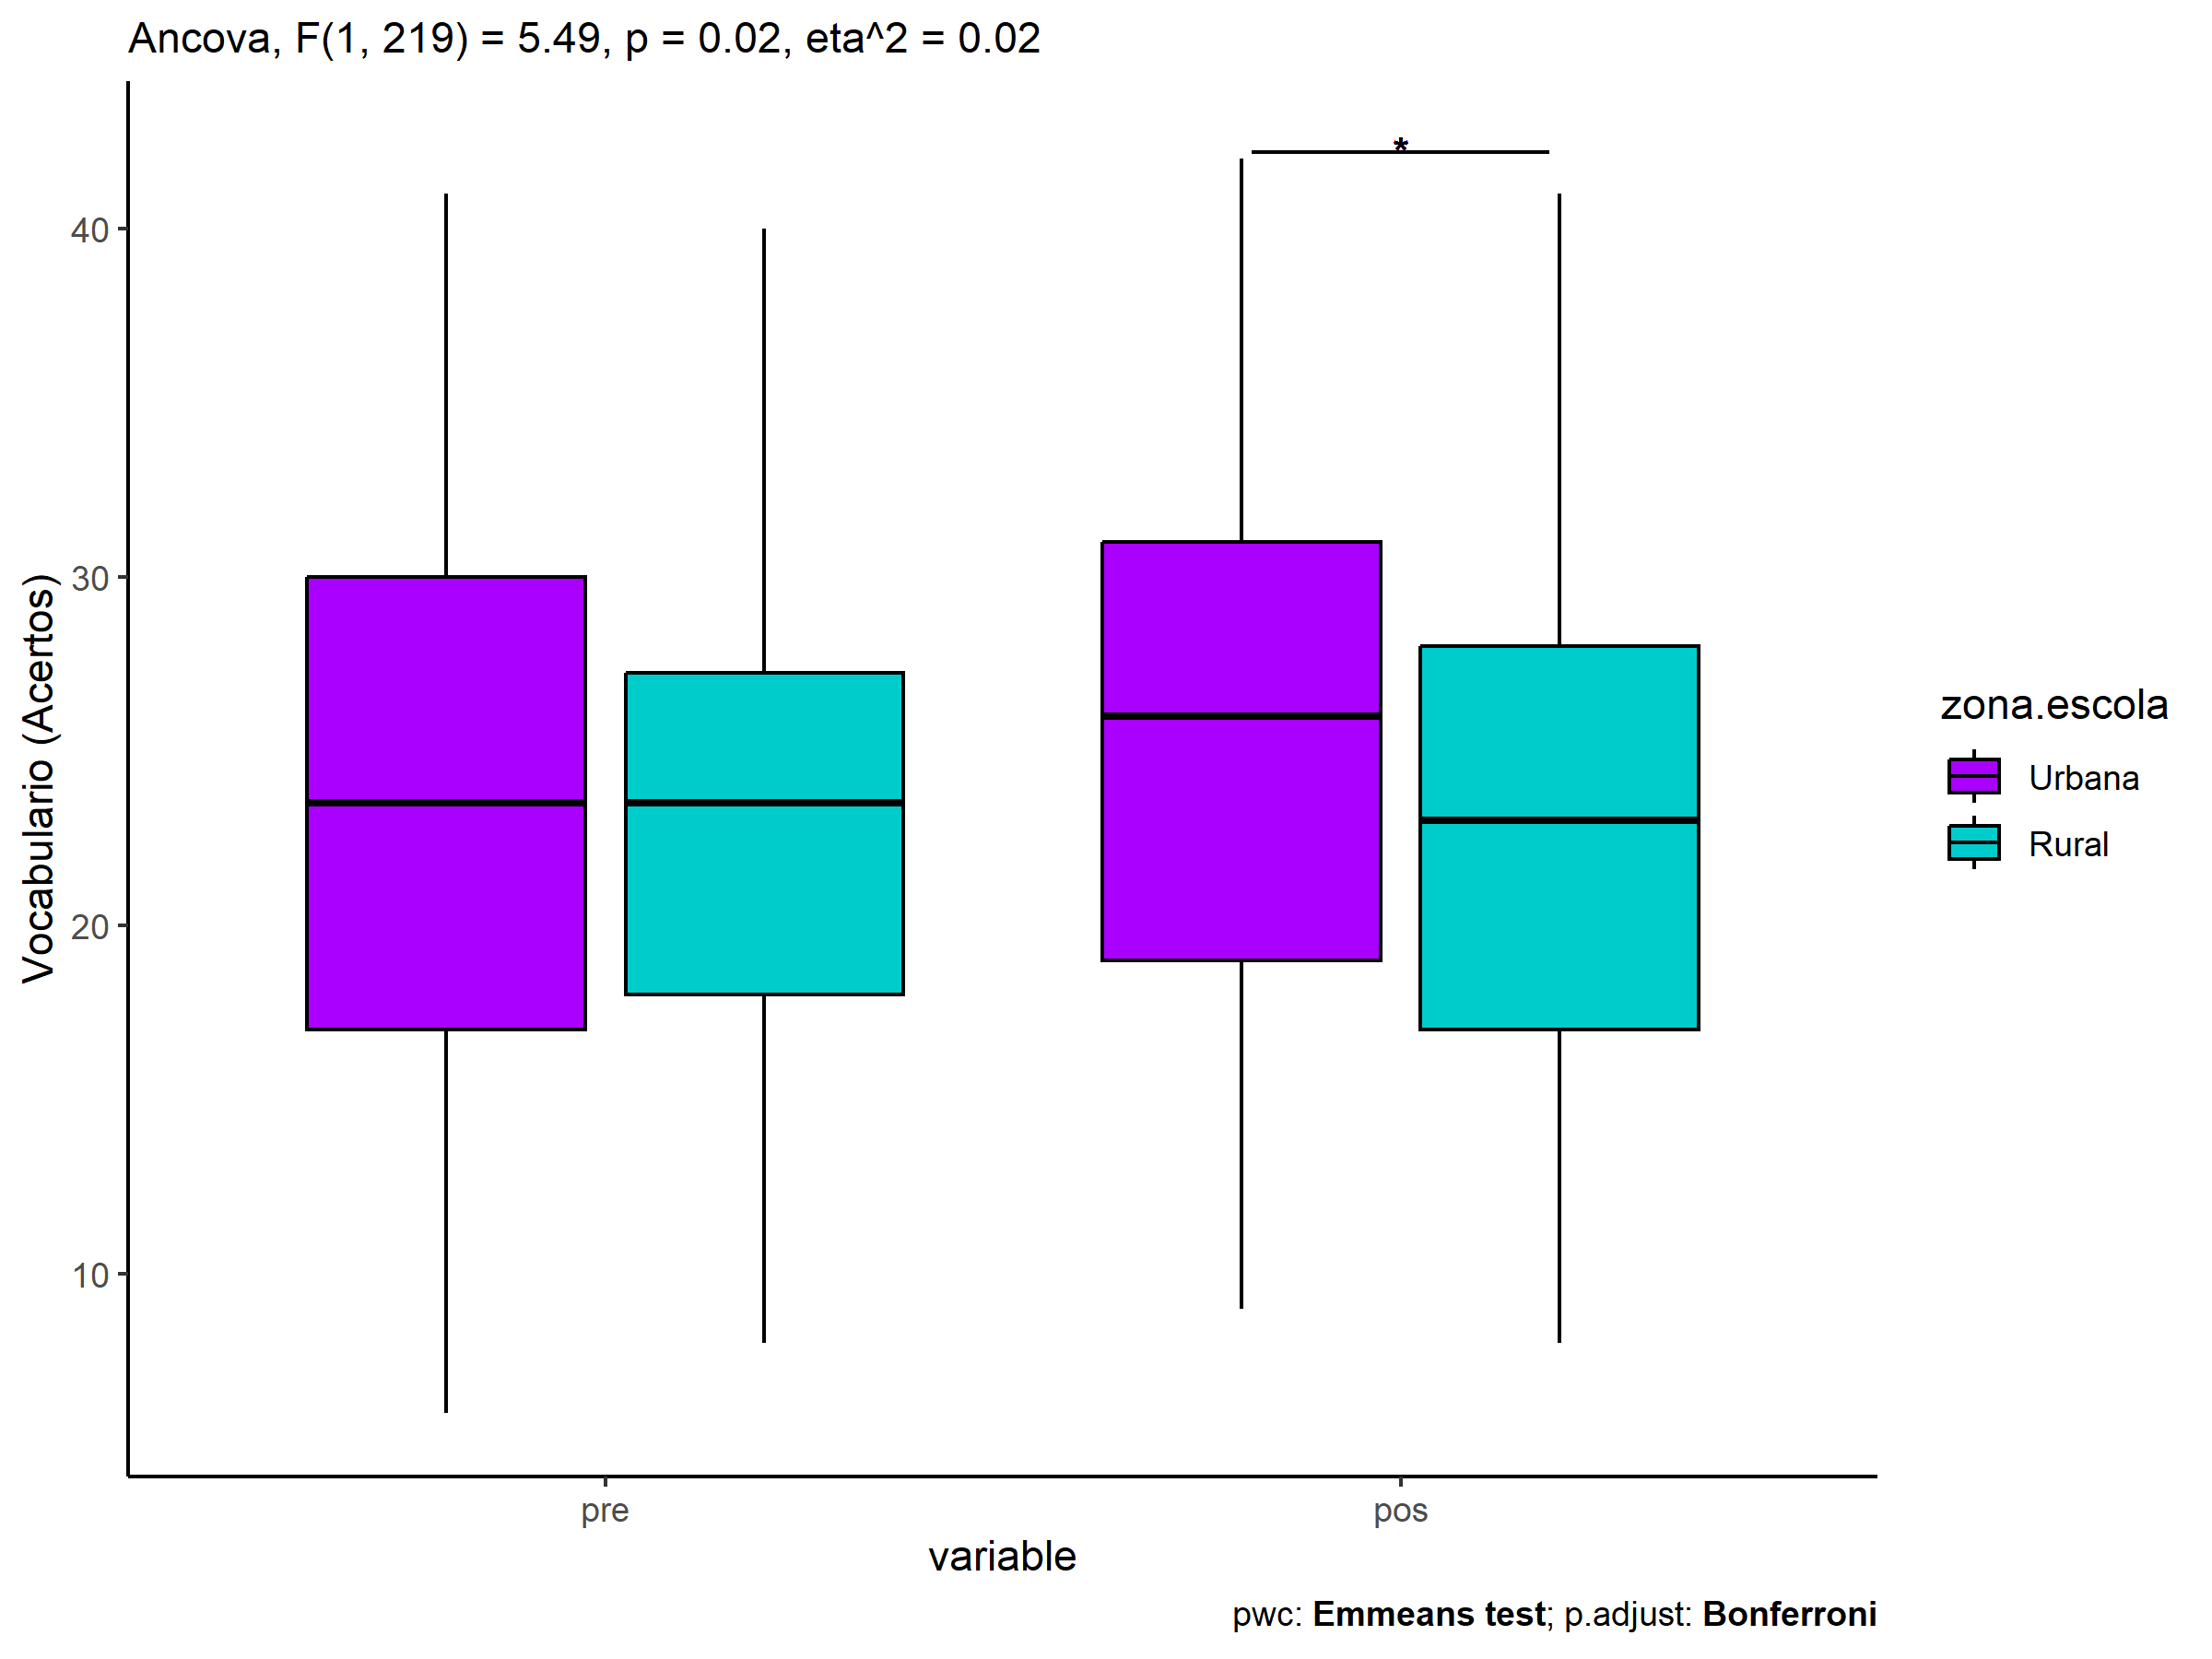 Ancova, F(1, 219) = 5.49, p = 0.02, eta^2 = 0.02
*
Vocabulario (Acertos)
40
30
20
10
pre
pos
variable
zona.escola
Urbana
Rural
pwc: Emmeans test; p.adjust: Bonferroni